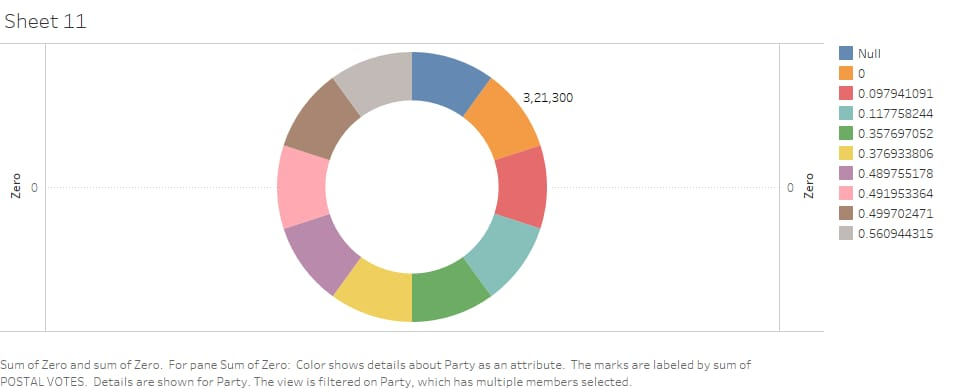 Sheet 11
3,21,300
Zero
0
0
Zero
Null
0
0.097941091
0.117758244
0.357697052
0.376933806
0.489755178
0.491953364
0.499702471
0.560944315
Sum of Zero and sum of Zero.  For pane Sum of Zero:  Color shows details about Party as an attribute.  The marks are labeled by sum of
POSTAL VOTES.  Details are shown for Party. The view is filtered on Party, which has multiple members selected.